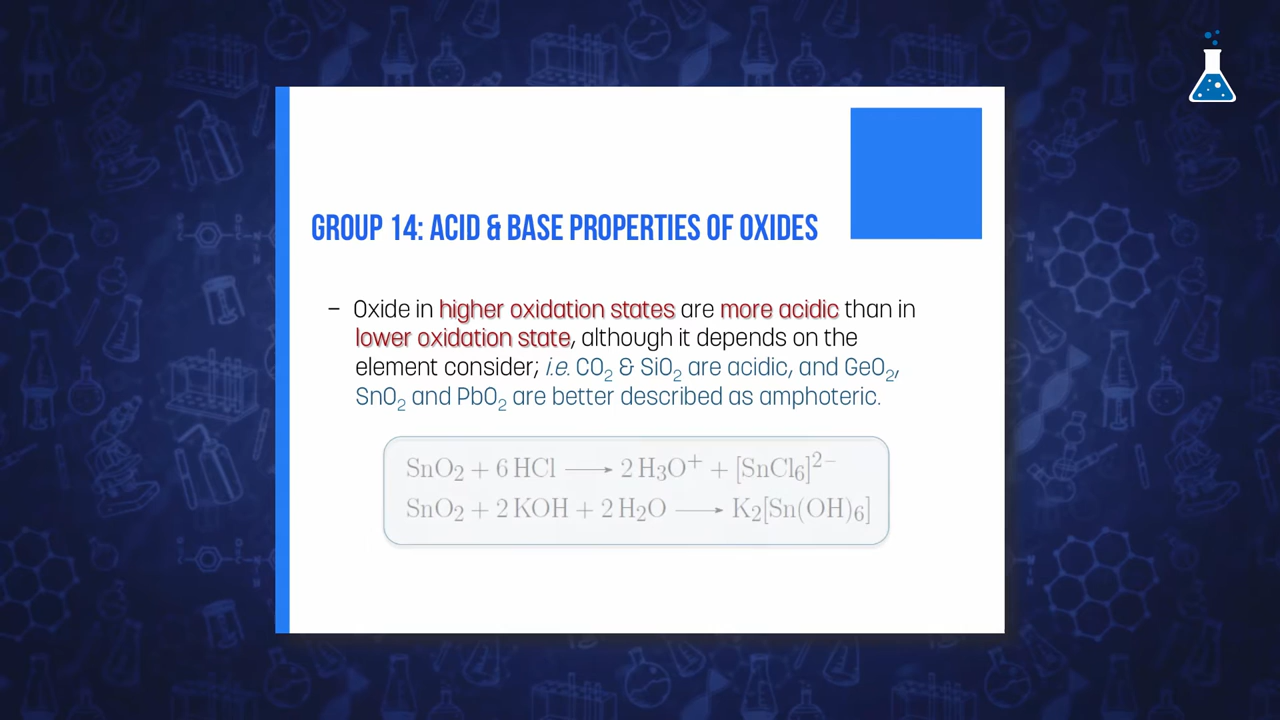 GROUP 14: ACID & BASE PROPERTIES OF OXIDES
– Oxide in higher oxidation states are more acidic than in
lower oxidation state, although it depends on the
element consider; i.e. CO₂ & SiO₂ are acidic, and GeO₂,
SnO₂ and PbO₂ are better described as amphoteric.
SnO₂ + 6 HCl ⟶ 2 H₃O⁺ + [SnCl₆]²⁻
SnO₂ + 2 KOH + 2 H₂O ⟶ K₂[Sn(OH)₆]